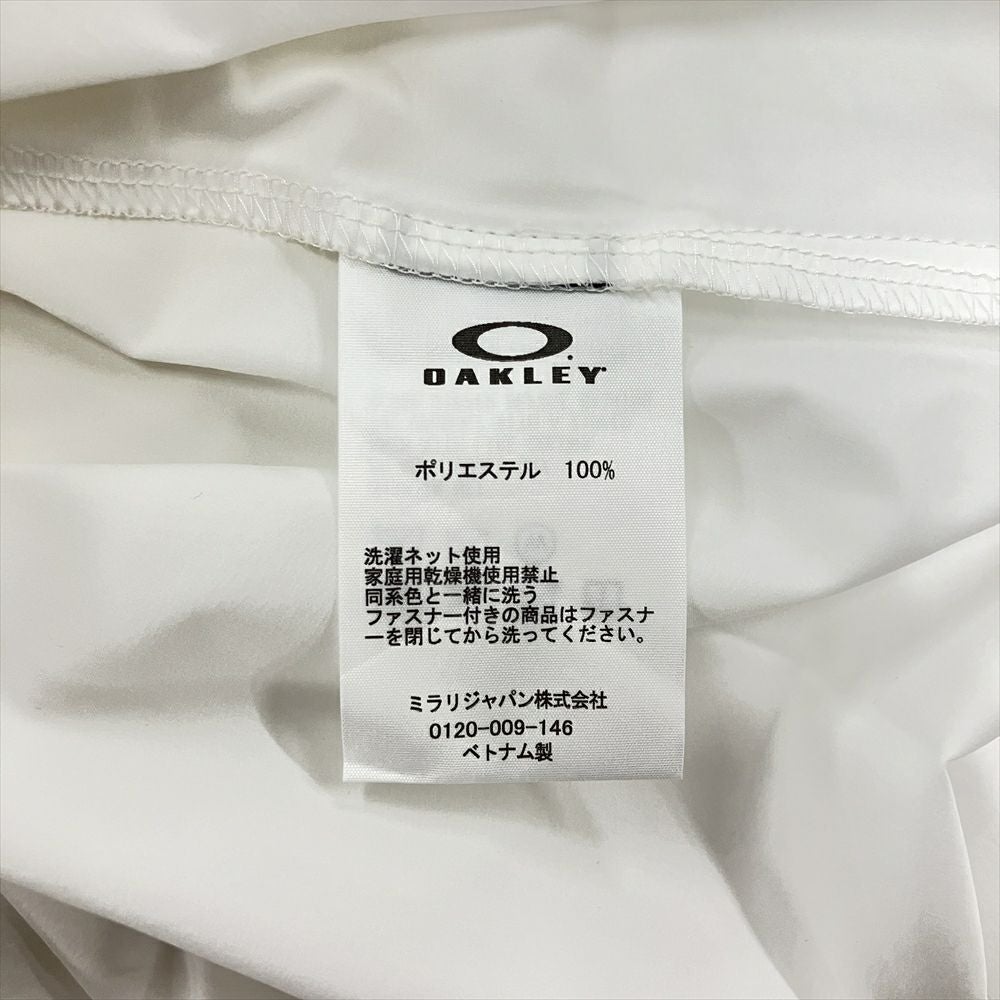 OAKLEY
ポリエステル　100%
洗濯ネット使用
家庭用乾燥機使用禁止
同系色と一緒に洗う
ファスナー付きの商品はファスナ
ーを閉じてから洗ってください。
ミラリジャパン株式会社
0120-009-146
ベトナム製